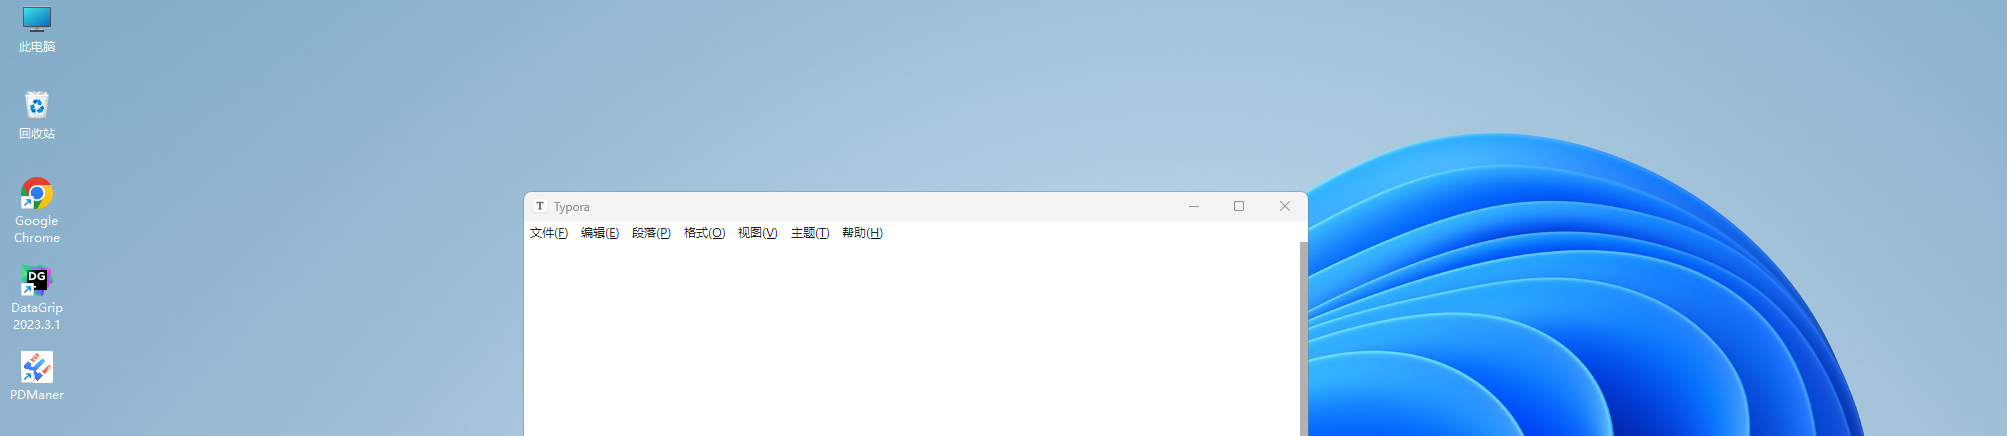 此电脑
回收站
Google
Chrome
DG
DataGrip
2023.3.1
PDManer
T Typora
文件(F) 编辑(E) 段落(P) 格式(O) 视图(V) 主题(T) 帮助(H)